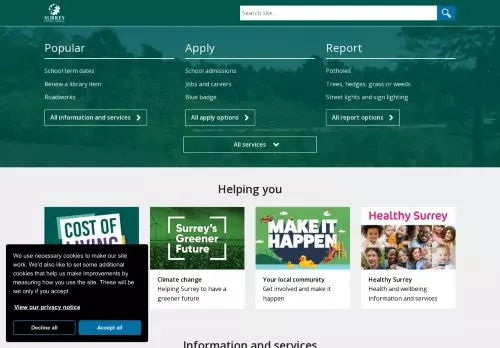 SURREY
Search site...
Popular
Apply
Report
School term dates
School admissions
Potholes
Renew a library item
Jobs and careers
Trees, hedges, grass or weeds
Roadworks
Blue badge
Street lights and sign lighting
All information and services
All apply options
All report options
All services
Helping you
COST OF
LIVING
Surrey's
Greener
Future
MAKE IT
HAPPEN
Healthy Surrey
We use necessary cookies to make our site
work. We'd also like to set some additional
cookies that help us make improvements by
measuring how you use the site. These will
be set only if you accept.
View our privacy notice
Decline all
Accept all
Climate change
Helping Surrey to have a
greener future
Your local community
Get involved and make it
happen
Healthy Surrey
Health and wellbeing
information and services
Information and services